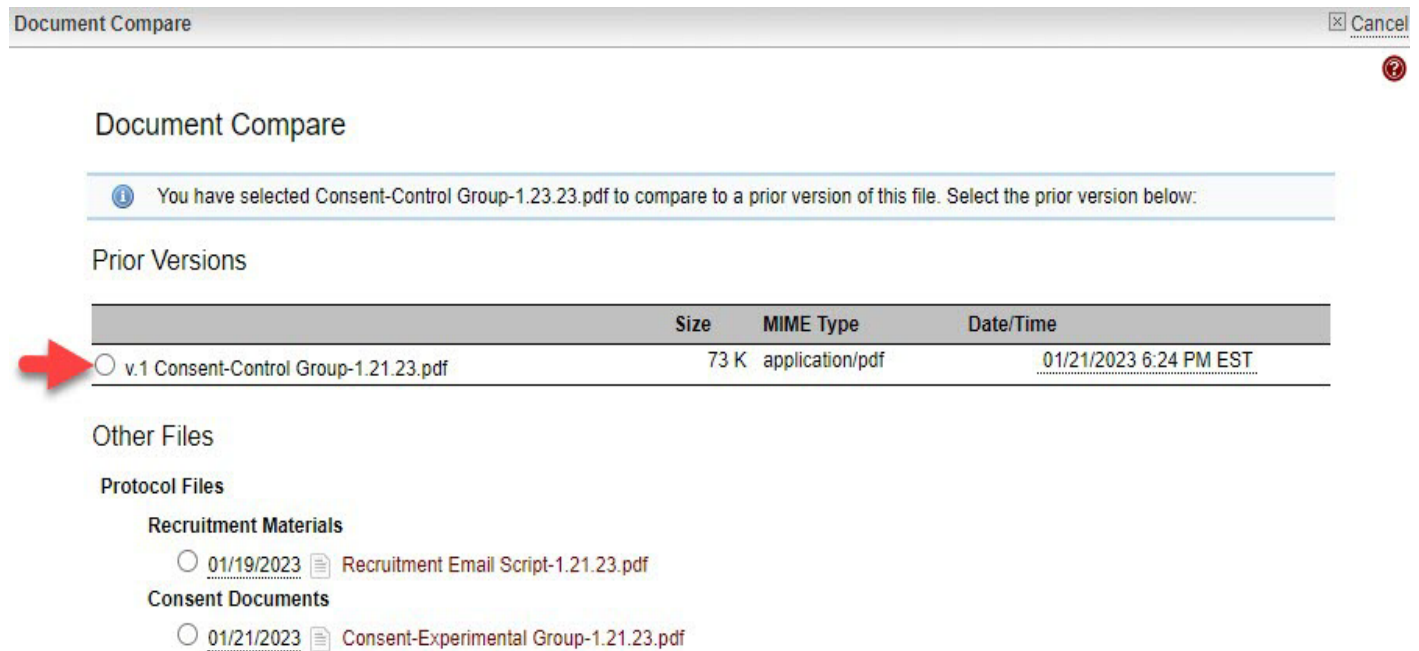 Document Compare Cancel
Document Compare
You have selected Consent-Control Group-1.23.23.pdf to compare to a prior version of this file. Select the prior version below:
Prior Versions
Size MIME Type Date/Time
v.1 Consent-Control Group-1.21.23.pdf 73 K application/pdf 01/21/2023 6:24 PM EST
Other Files
Protocol Files
Recruitment Materials
01/19/2023 Recruitment Email Script-1.21.23.pdf
Consent Documents
01/21/2023 Consent-Experimental Group-1.21.23.pdf